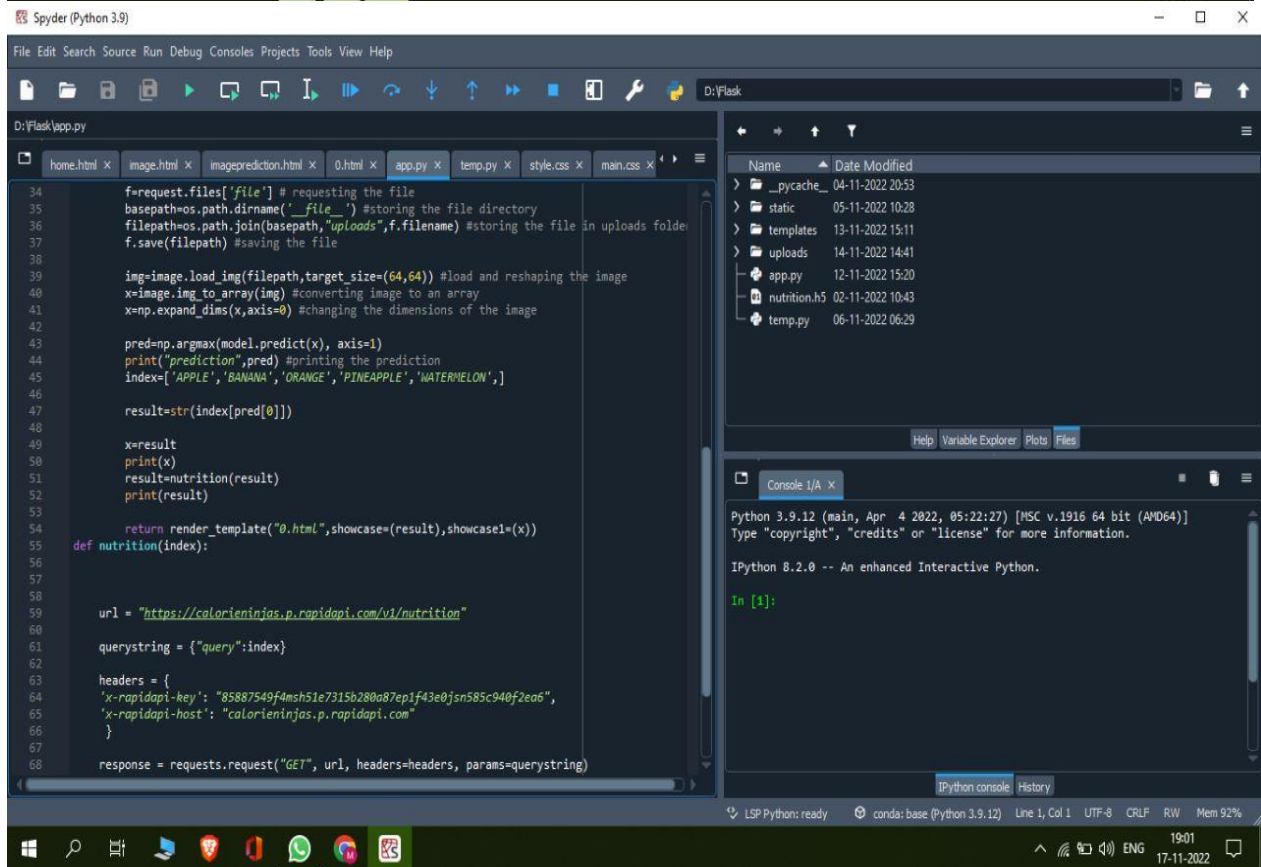 Spyder (Python 3.9)
File Edit Search Source Run Debug Consoles Projects Tools View Help
D:\Flask
D:\Flask\app.py
home.html × image.html × imageprediction.html × 0.html × app.py × temp.py × style.css × main.css ×
34 f=request.files['file'] # requesting the file
35 basepath=os.path.dirname('__file__') #storing the file directory
36 filepath=os.path.join(basepath,"uploads",f.filename) #storing the file in uploads folde
37 f.save(filepath) #saving the file
38
39 img=image.load_img(filepath,target_size=(64,64)) #load and reshaping the image
40 x=image.img_to_array(img) #converting image to an array
41 x=np.expand_dims(x,axis=0) #changing the dimensions of the image
42
43 pred=np.argmax(model.predict(x), axis=1)
44 print("prediction",pred) #printing the prediction
45 index=['APPLE','BANANA','ORANGE','PINEAPPLE','WATERMELON',]
46
47 result=str(index[pred[0]])
48
49 x=result
50 print(x)
51 result=nutrition(result)
52 print(result)
53
54 return render_template("0.html",showcase=(result),showcase1=(x))
55 def nutrition(index):
56
57
58
59 url = "https://calorieninjas.p.rapidapi.com/v1/nutrition"
60
61 querystring = {"query":index}
62
63 headers = {
64 'x-rapidapi-key': "85887549f4msh51e7315b280a87ep1f43e0jsn585c940f2ea6",
65 'x-rapidapi-host': "calorieninjas.p.rapidapi.com"
66 }
67
68 response = requests.request("GET", url, headers=headers, params=querystring)
Name Date Modified
__pycache__ 04-11-2022 20:53
static 05-11-2022 10:28
templates 13-11-2022 15:11
uploads 14-11-2022 14:41
app.py 12-11-2022 15:20
nutrition.h5 02-11-2022 10:43
temp.py 06-11-2022 06:29
Help Variable Explorer Plots Files
Console 1/A ×
Python 3.9.12 (main, Apr 4 2022, 05:22:27) [MSC v.1916 64 bit (AMD64)]
Type "copyright", "credits" or "license" for more information.
IPython 8.2.0 -- An enhanced Interactive Python.
In [1]:
IPython console History
LSP Python: ready conda: base (Python 3.9.12) Line 1, Col 1 UTF-8 CRLF RW Mem 92%
ENG 19:01
17-11-2022